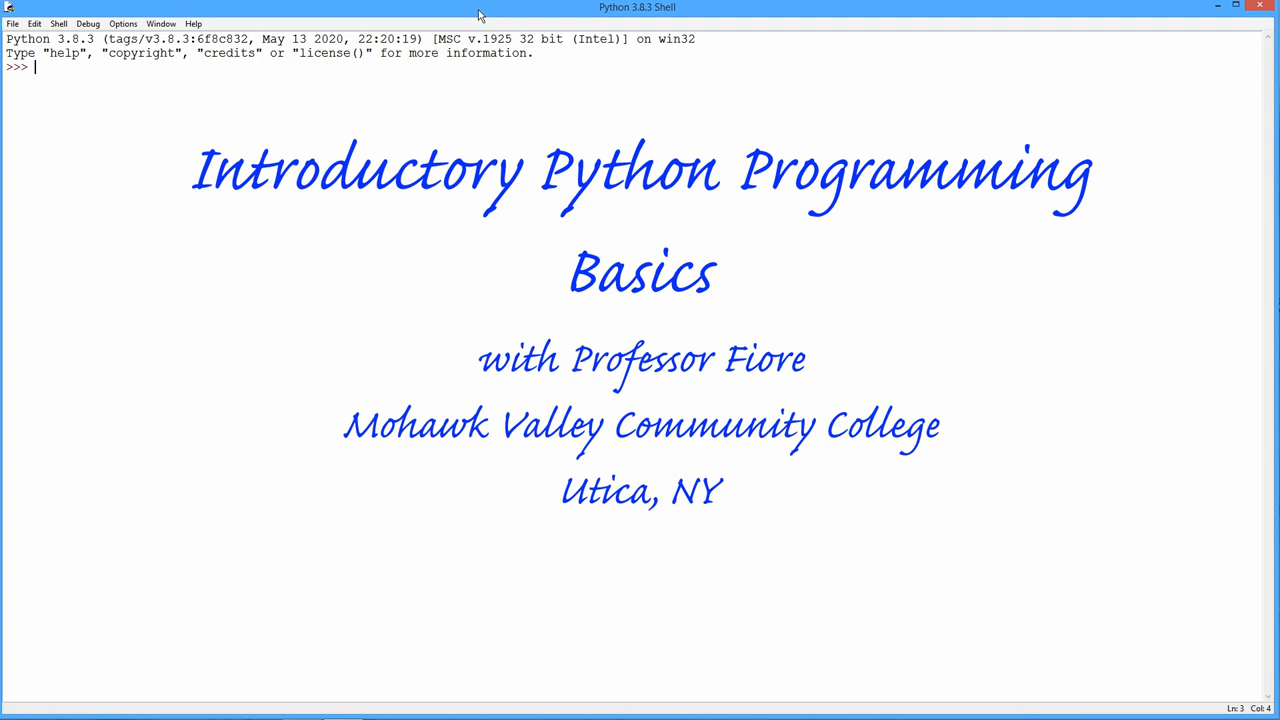 Python 3.8.3 Shell
File Edit Shell Debug Options Window Help
Python 3.8.3 (tags/v3.8.3:6f8c832, May 13 2020, 22:20:19) [MSC v.1925 32 bit (Intel)] on win32
Type "help", "copyright", "credits" or "license()" for more information.
>>>
Introductory Python Programming
Basics
with Professor Fiore
Mohawk Valley Community College
Utica, NY
Ln: 3 Col: 4